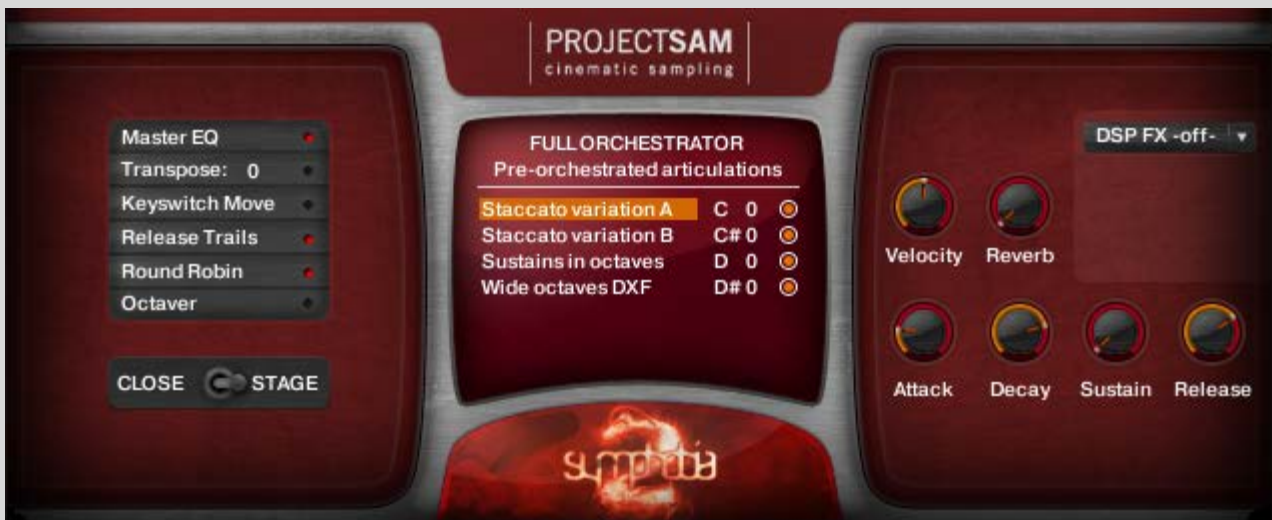 PROJECTSAM
cinematic sampling
Master EQ
Transpose: 0
Keyswitch Move
Release Trails
Round Robin
Octaver
CLOSE STAGE
FULL ORCHESTRATOR
Pre-orchestrated articulations
Staccato variation A C 0
Staccato variation B C# 0
Sustains in octaves D 0
Wide octaves DXF D# 0
symphobia
2
DSP FX -off-
Velocity Reverb
Attack Decay Sustain Release